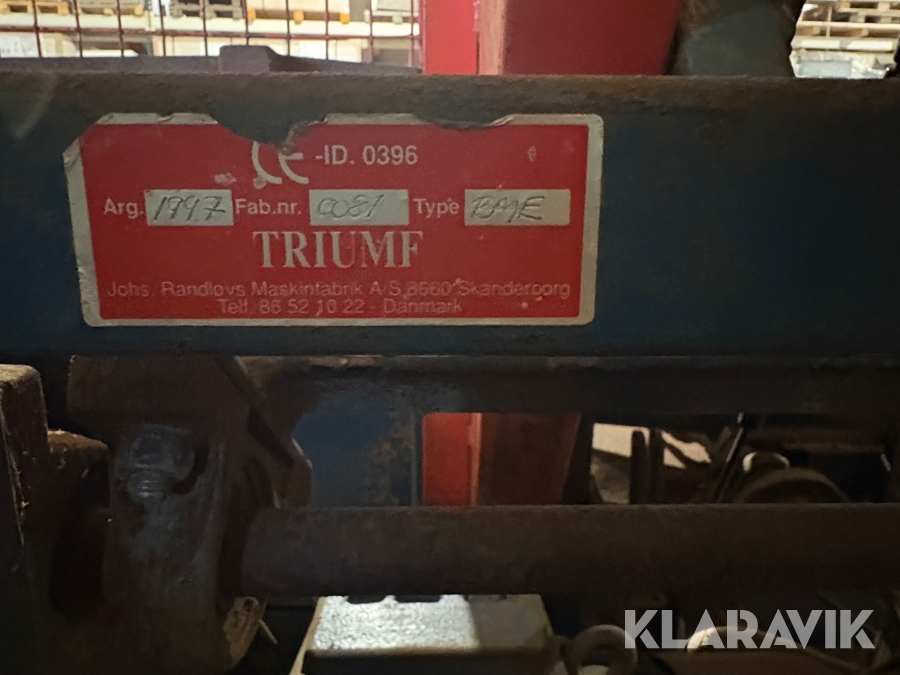 CE -ID. 0396
Arg. 1997 Fab.nr. 0081 Type
TRIUMF
Johs. Randløvs Maskinfabrik A/S 8660 Skanderborg
Telf. 86 52 10 22 - Danmark
KLARAVIK